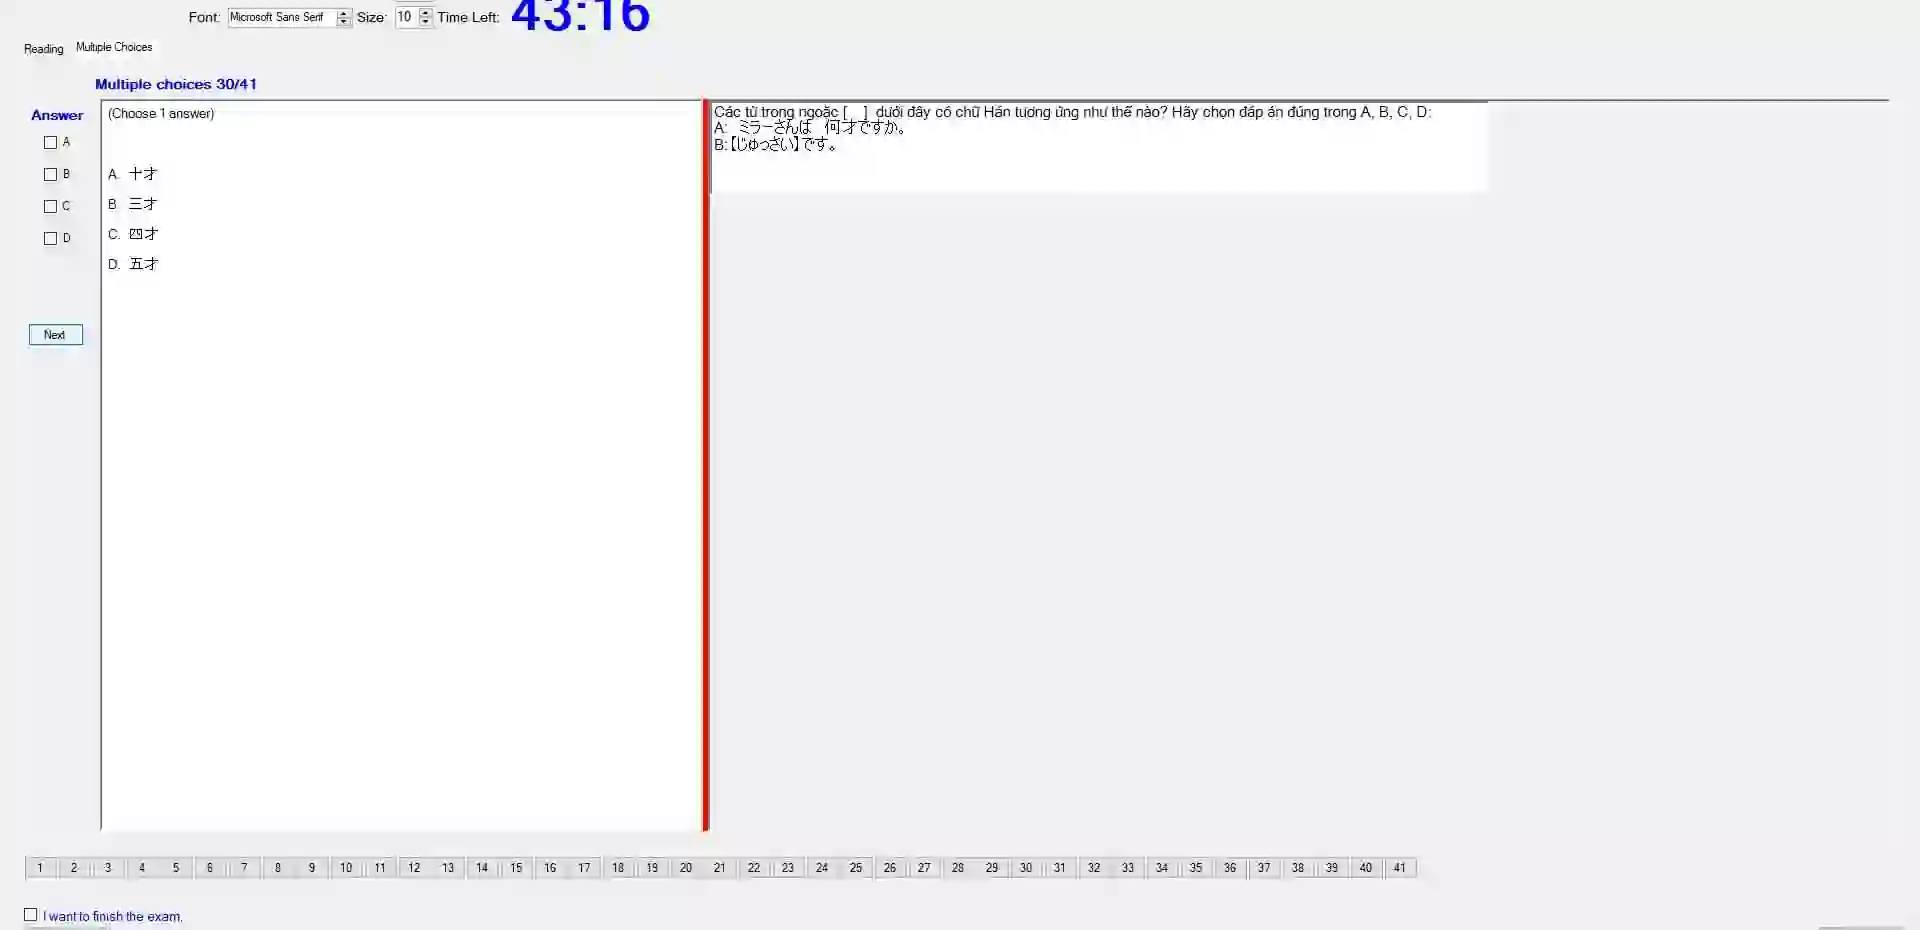 Font: Microsoft Sans Serif Size: 10 Time Left: 43:16
Reading Multiple Choices
Multiple choices 30/41
Answer
A
B
C
D
Next
(Choose 1 answer)
A. 十才
B. 三才
C. 四才
D. 五才
Các từ trong ngoặc [ ] dưới đây có chữ Hán tương ứng như thế nào? Hãy chọn đáp án đúng trong A, B, C, D:
A: ミラーさんは 何才ですか。
B:【じゅっさい】です。
1 2 3 4 5 6 7 8 9 10 11 12 13 14 15 16 17 18 19 20 21 22 23 24 25 26 27 28 29 30 31 32 33 34 35 36 37 38 39 40 41
I want to finish the exam.